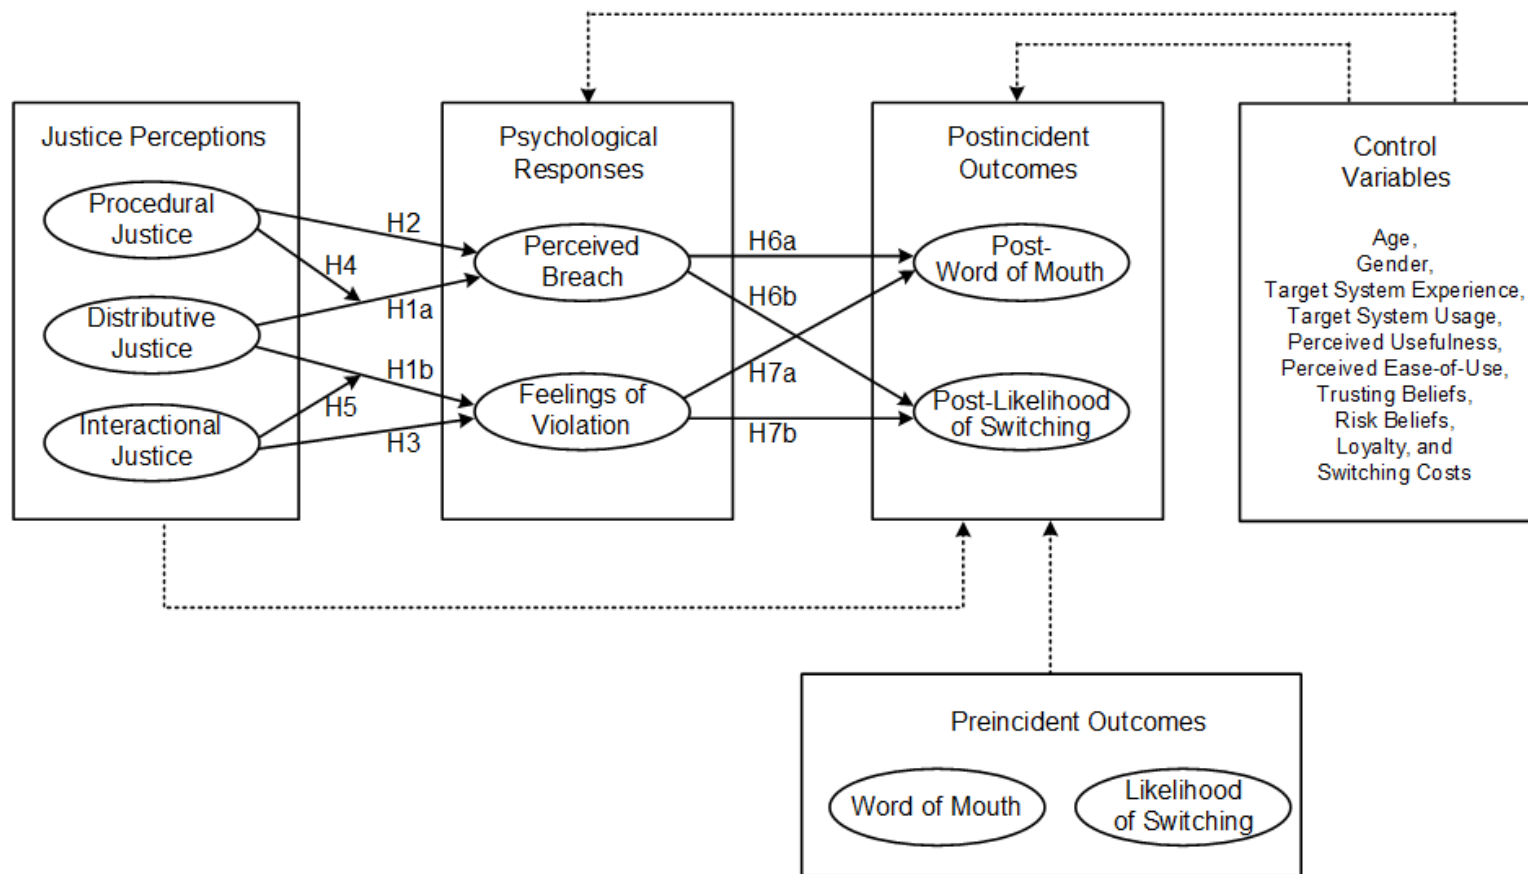 Justice Perceptions
Procedural
Justice
Distributive
Justice
Interactional
Justice
H2
H4
H1a
H1b
H5
H3
Psychological
Responses
Perceived
Breach
Feelings of
Violation
H6a
H6b
H7a
H7b
Postincident
Outcomes
Post-
Word of Mouth
Post-Likelihood
of Switching
Control
Variables
Age,
Gender,
Target System Experience,
Target System Usage,
Perceived Usefulness,
Perceived Ease-of-Use,
Trusting Beliefs,
Risk Beliefs,
Loyalty, and
Switching Costs
Preincident Outcomes
Word of Mouth
Likelihood
of Switching